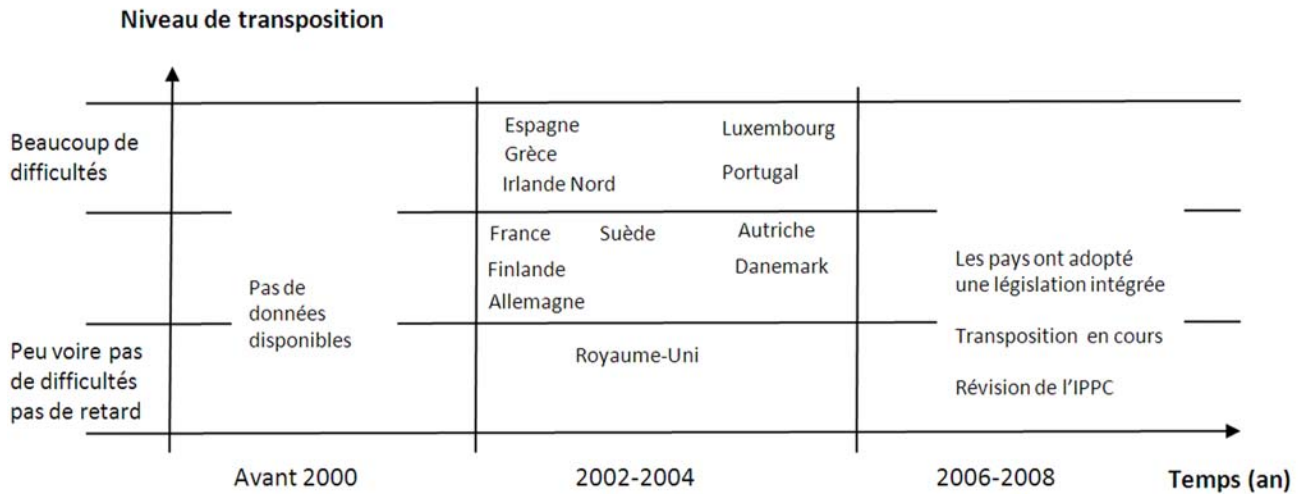 Niveau de transposition
Beaucoup de
difficultés
Espagne
Grèce
Irlande Nord
Luxembourg
Portugal
France Suède Autriche
Finlande Danemark
Allemagne
Pas de
données
disponibles
Les pays ont adopté
une législation intégrée
Transposition en cours
Révision de l'IPPC
Peu voire pas
de difficultés
pas de retard
Royaume-Uni
Avant 2000 2002-2004 2006-2008 Temps (an)